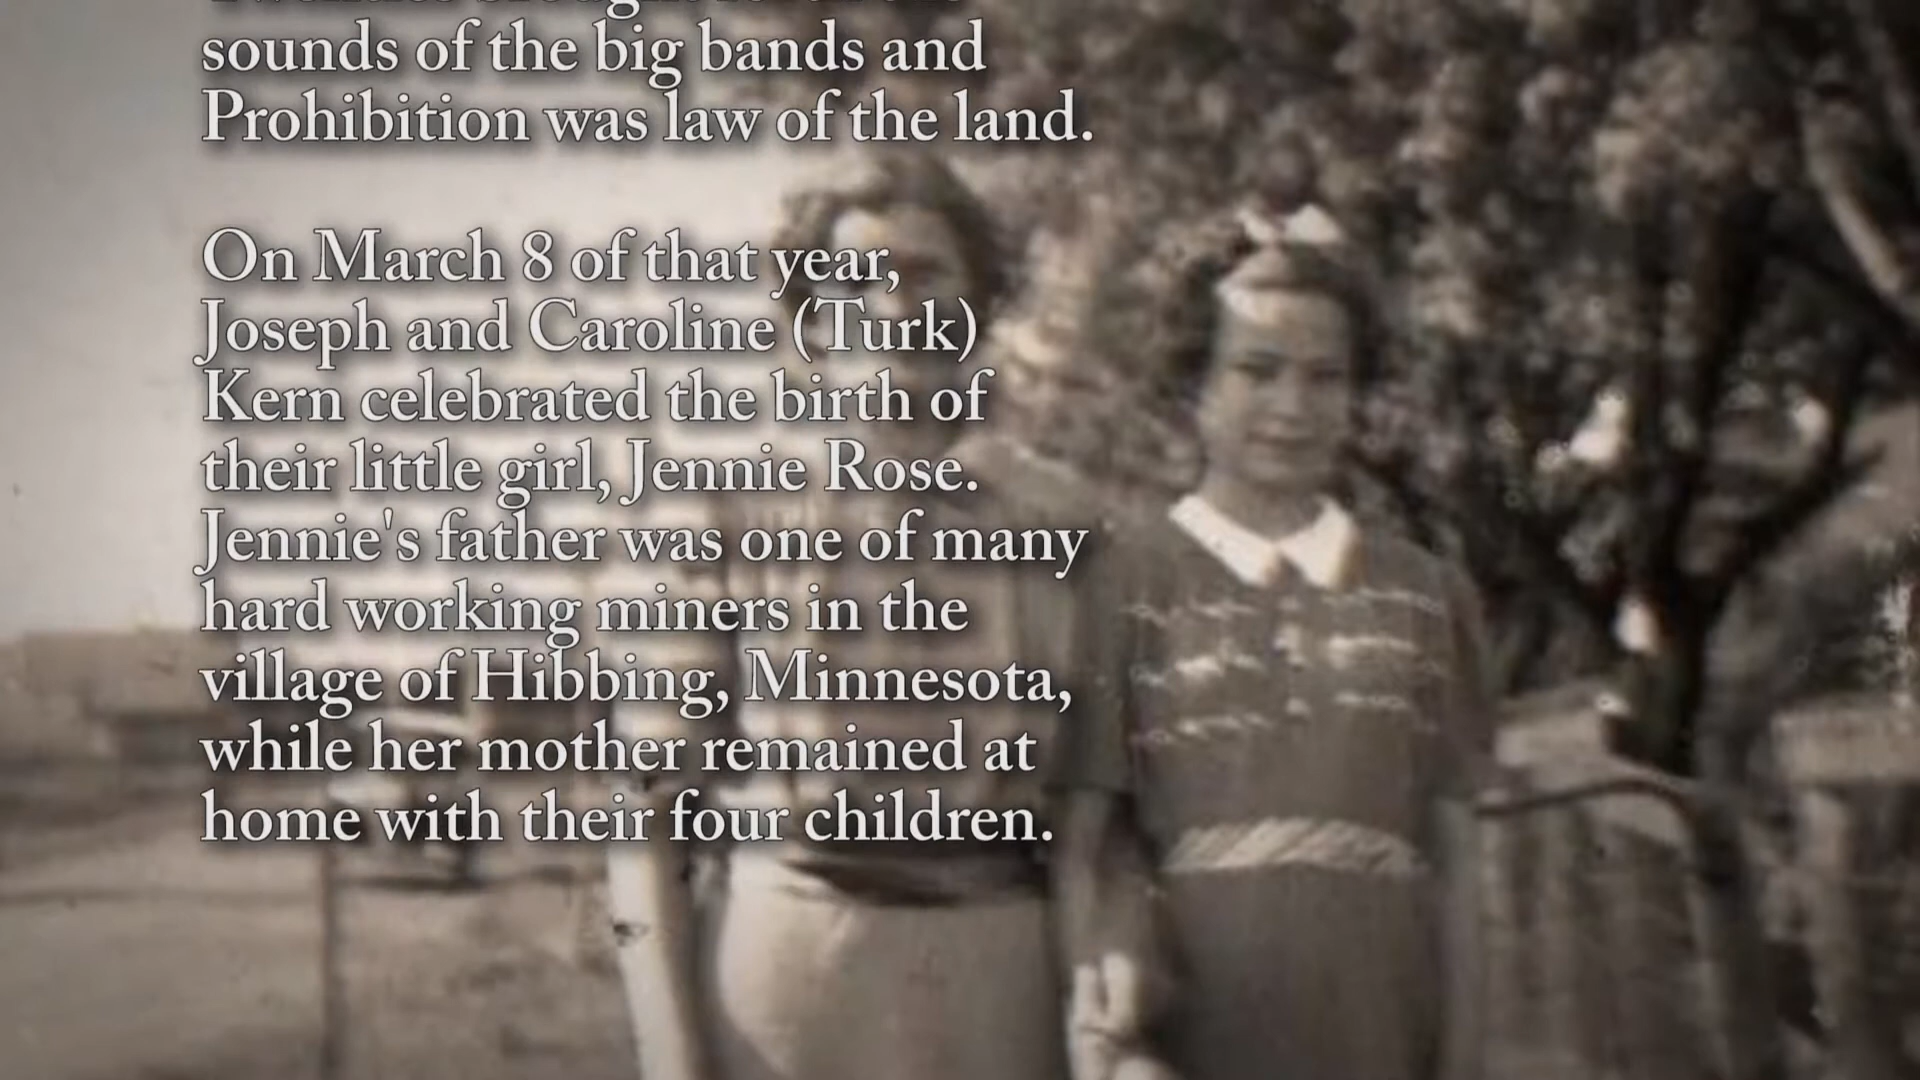 sounds of the big bands and
Prohibition was law of the land.
On March 8 of that year,
Joseph and Caroline (Turk)
Kern celebrated the birth of
their little girl, Jennie Rose.
Jennie's father was one of many
hard working miners in the
village of Hibbing, Minnesota,
while her mother remained at
home with their four children.